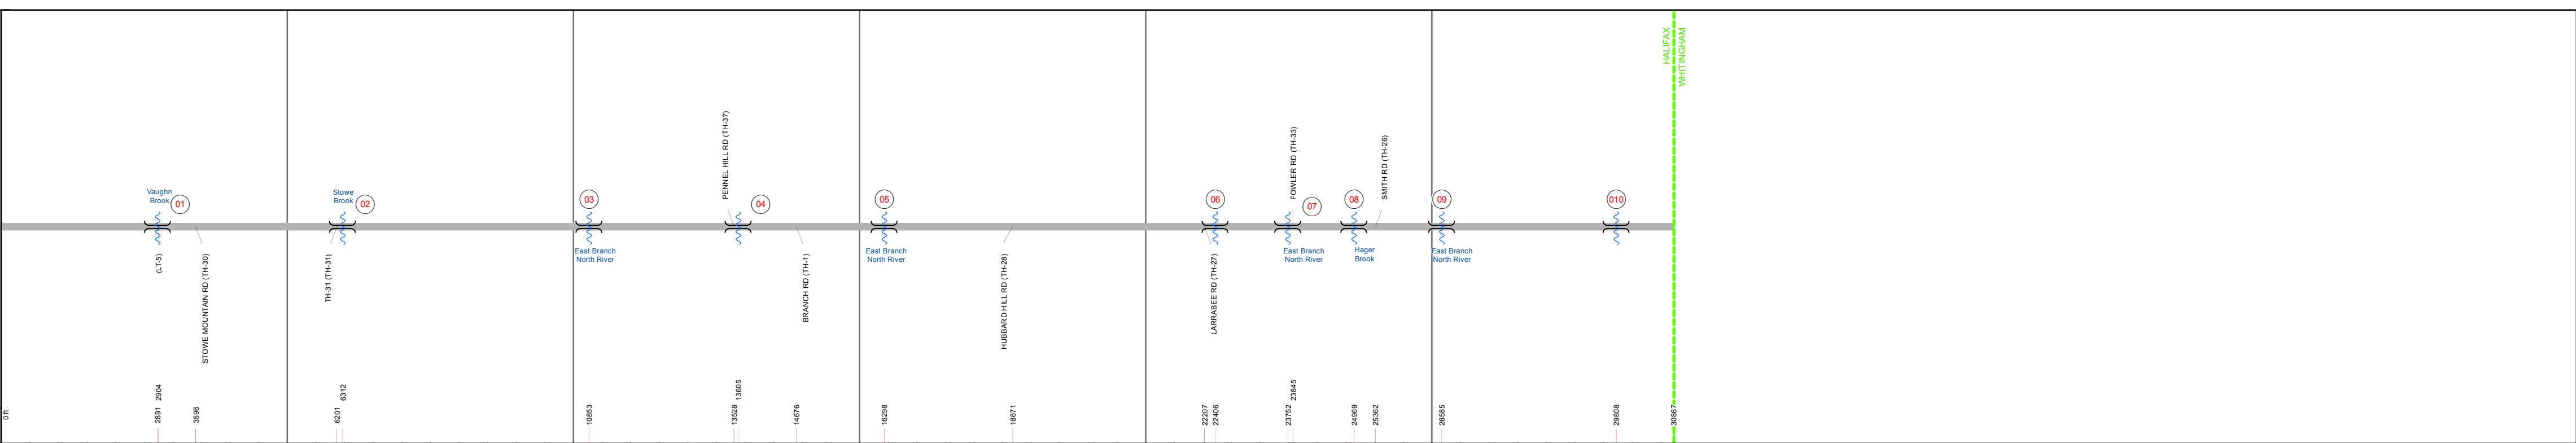 HALIFAX
WHITINGHAM
PENNEL HILL RD (TH-37)
FOWLER RD (TH-33)
SMITH RD (TH-26)
Vaughn
Brook
01
Stowe
Brook
02
03
04
05
06
07
08
09
010
East Branch
North River
East Branch
North River
East Branch
North River
Hager
Brook
East Branch
North River
(LT-5)
STOWE MOUNTAIN RD (TH-30)
TH-31 (TH-31)
BRANCH RD (TH-1)
HUBBARD HILL RD (TH-28)
LARRABEE RD (TH-27)
0 ft
2891
2904
3596
6201
6312
10853
13528
13605
14676
16298
18671
22207
22406
23752
23845
24969
25362
26585
29808
30867